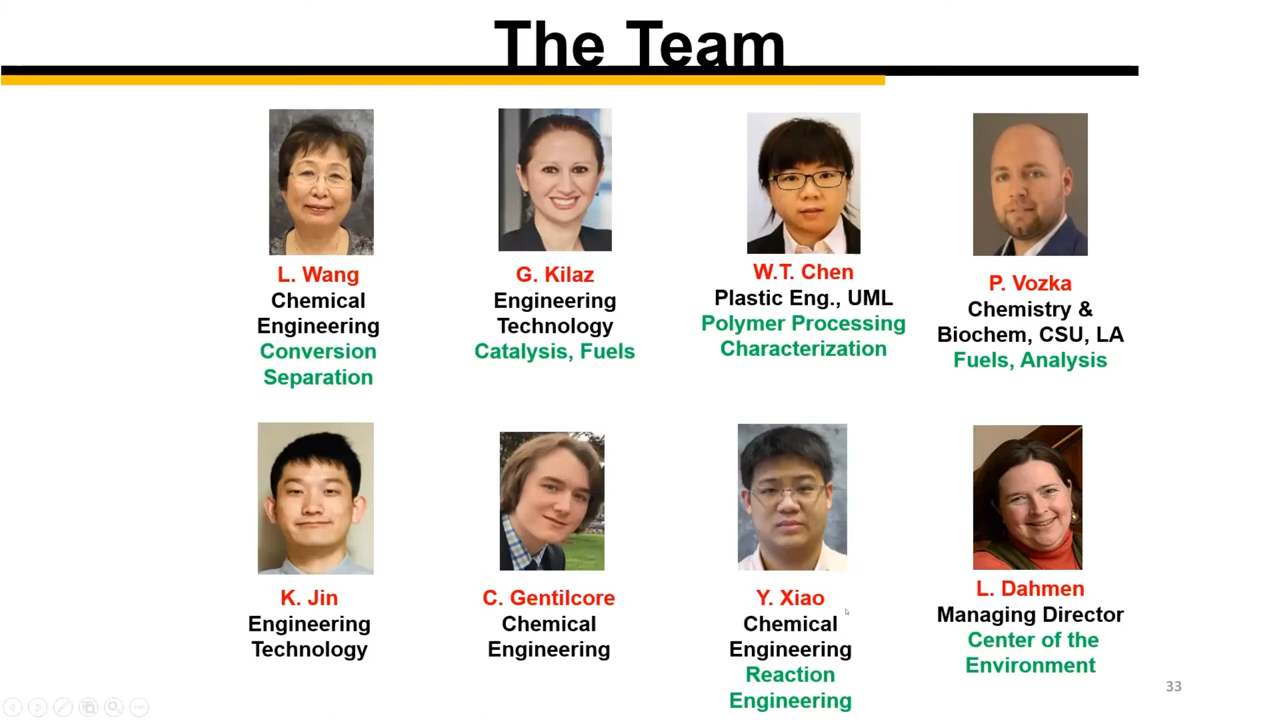 The Team
L. Wang
Chemical
Engineering
Conversion
Separation
G. Kilaz
Engineering
Technology
Catalysis, Fuels
W.T. Chen
Plastic Eng., UML
Polymer Processing
Characterization
P. Vozka
Chemistry &
Biochem, CSU, LA
Fuels, Analysis
K. Jin
Engineering
Technology
C. Gentilcore
Chemical
Engineering
Y. Xiao
Chemical
Engineering
Reaction
Engineering
L. Dahmen
Managing Director
Center of the
Environment
33